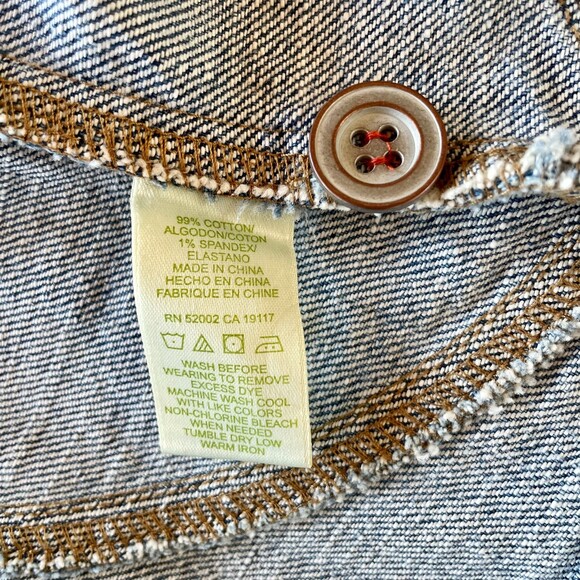 99% COTTON/
ALGODON/COTON
1% SPANDEX/
ELASTANO
MADE IN CHINA
HECHO EN CHINA
FABRIQUE EN CHINE
RN 52002 CA 19117
WASH BEFORE
WEARING TO REMOVE
EXCESS DYE
MACHINE WASH COOL
WITH LIKE COLORS
NON-CHLORINE BLEACH
WHEN NEEDED
TUMBLE DRY LOW
WARM IRON